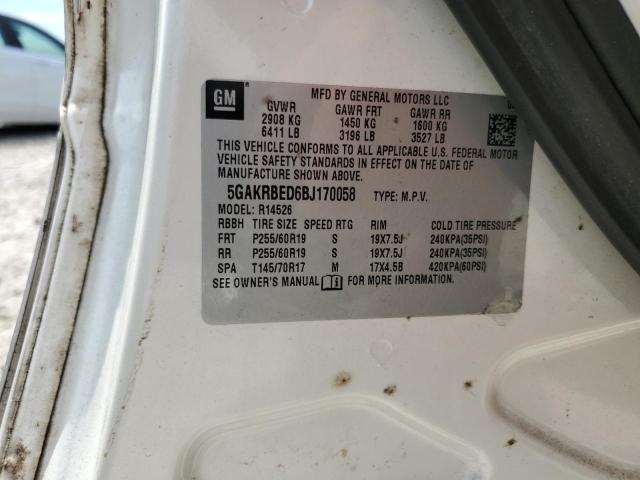 GM
MFD BY GENERAL MOTORS LLC
GVWR GAWR FRT GAWR RR
2908 KG 1450 KG 1600 KG
6411 LB 3196 LB 3527 LB
THIS VEHICLE CONFORMS TO ALL APPLICABLE U.S. FEDERAL MOTOR
VEHICLE SAFETY STANDARDS IN EFFECT ON THE DATE OF
MANUFACTURE SHOWN ABOVE.
5GAKRBED6BJ170058 TYPE: M.P.V.
MODEL: R14526
RBBH TIRE SIZE SPEED RTG RIM COLD TIRE PRESSURE
FRT P255/60R19 S 19X7.5J 240KPA(35PSI)
RR P255/60R19 S 19X7.5J 240KPA(35PSI)
SPA T145/70R17 M 17X4.5B 420KPA(60PSI)
SEE OWNER'S MANUAL FOR MORE INFORMATION.